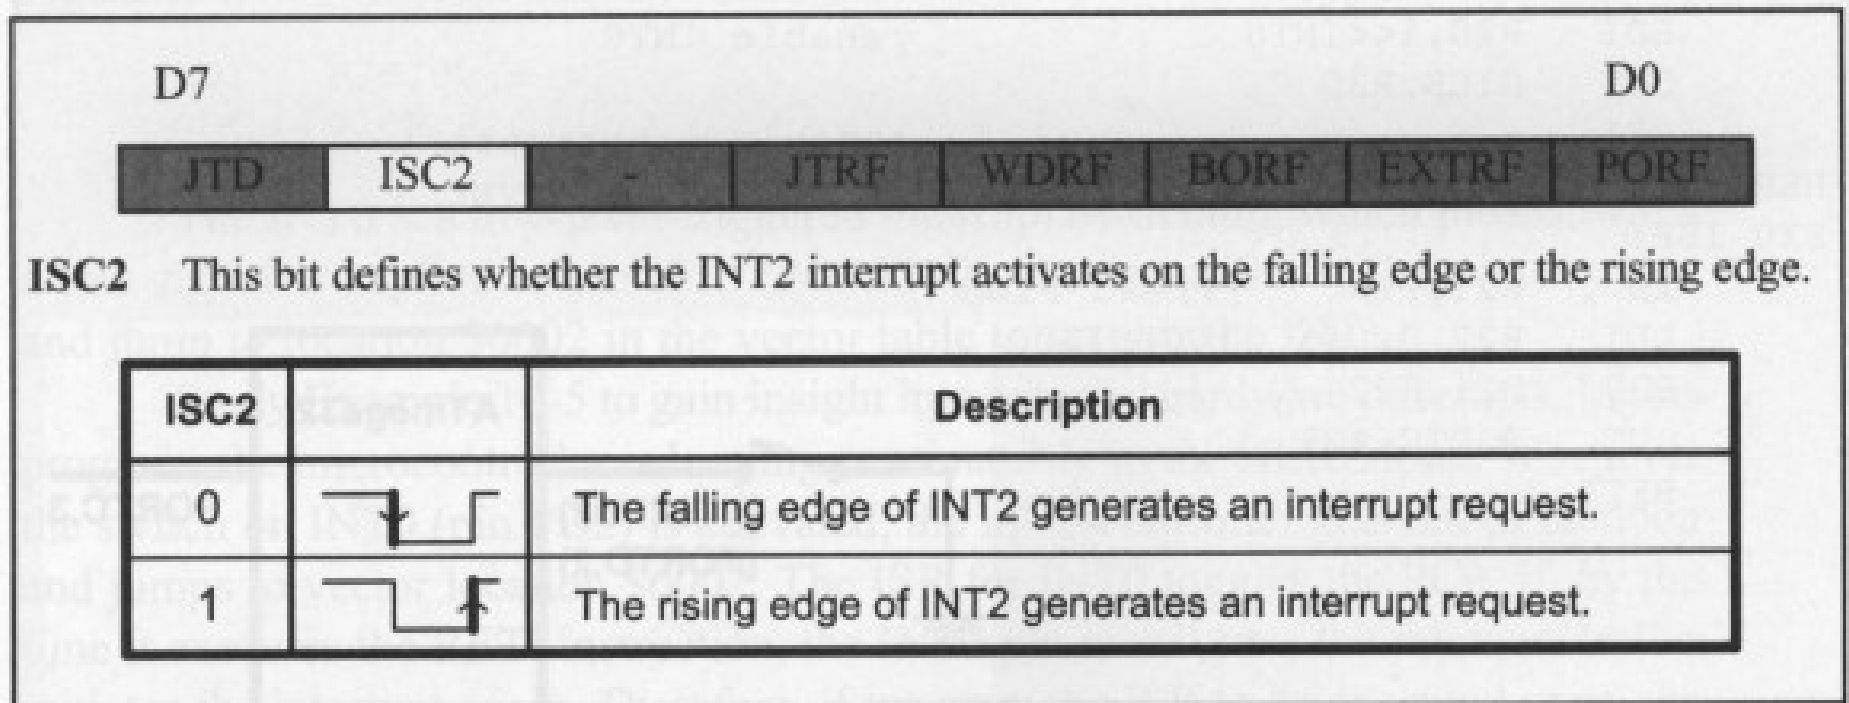 D7 D0
JTD ISC2 - JTRF WDRF BORF EXTRF PORF
ISC2 This bit defines whether the INT2 interrupt activates on the falling edge or the rising edge.
ISC2 Description
0 The falling edge of INT2 generates an interrupt request.
1 The rising edge of INT2 generates an interrupt request.